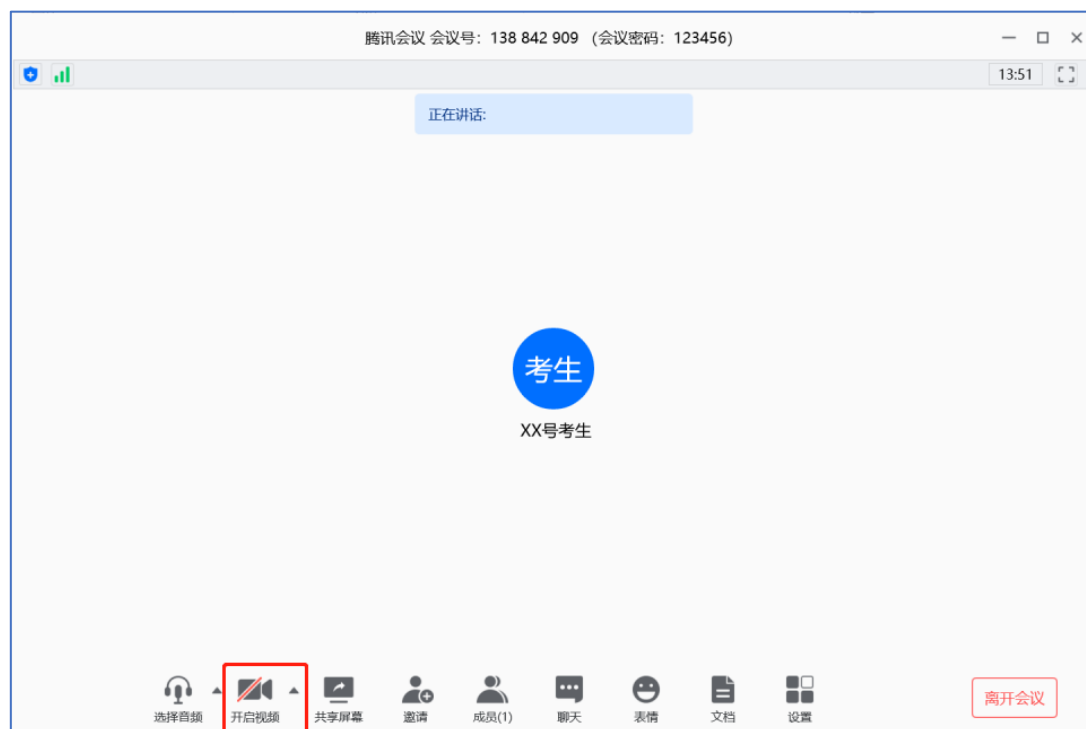 腾讯会议 会议号：138 842 909 （会议密码：123456）
13:51
正在讲话:
考生
XX号考生
选择音频 开启视频 共享屏幕 邀请 成员(1) 聊天 表情 文档 设置 离开会议